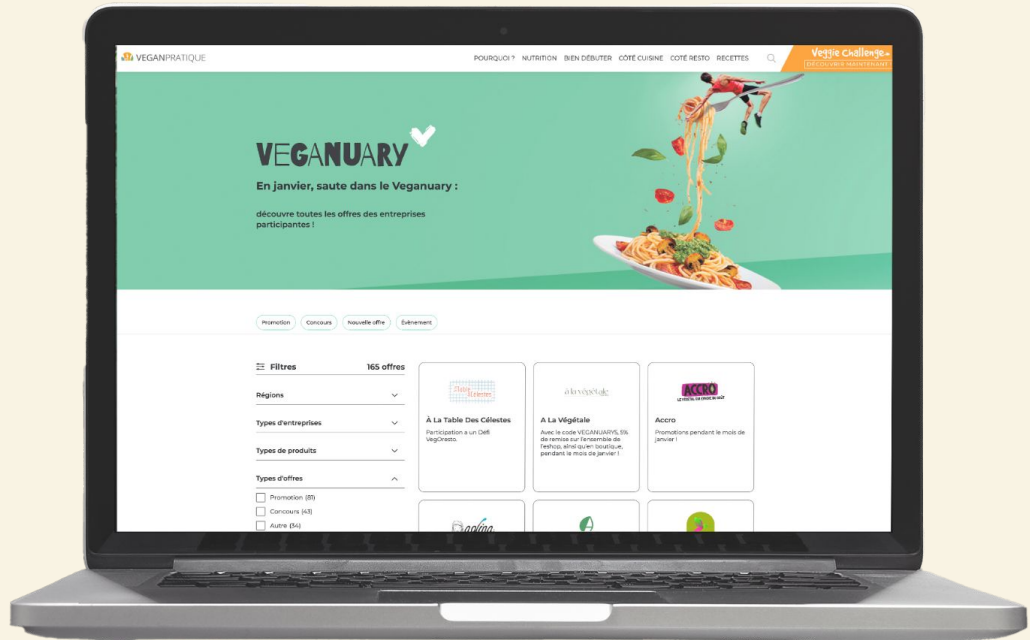 VEGANPRATIQUE
POURQUOI ? NUTRITION BIEN DÉBUTER CÔTÉ CUISINE CÔTÉ RESTO RECETTES
Veggie Challenge
DÉCOUVRIR MAINTENANT
VEGANUARY
En janvier, saute dans le Veganuary :
découvre toutes les offres des entreprises
participantes !
Promotion Concours Nouvelle offre Évènement
Filtres 165 offres
Régions
Types d'entreprises
Types de produits
Types d'offres
Promotion (81)
Concours (43)
Autre (34)
À La Table Des Célestes
Participation a un Défi
VegOresto.
à la végétale
A La Végétale
Avec le code VEGANUARY5, 5%
de remise sur l'ensemble de
l'eshop, ainsi qu'en boutique,
pendant le mois de janvier !
ACCRO
Accro
Promotions pendant le mois de
janvier !